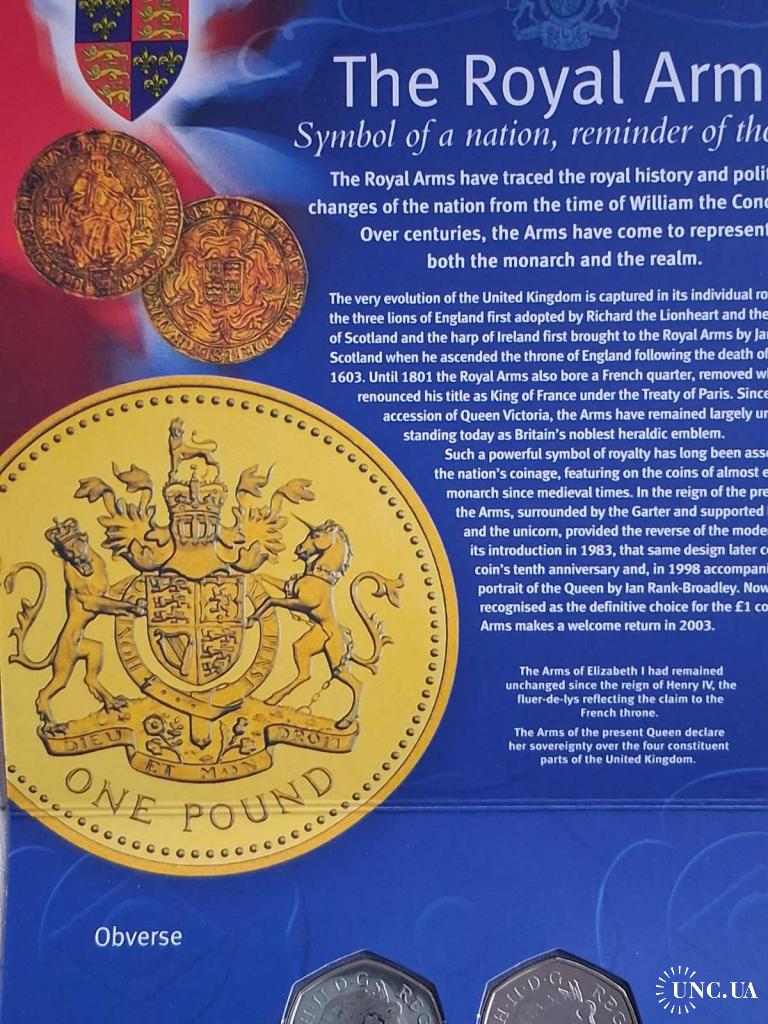 The Royal Arm
Symbol of a nation, reminder of the
The Royal Arms have traced the royal history and polit
changes of the nation from the time of William the Conq
Over centuries, the Arms have come to represent
both the monarch and the realm.
The very evolution of the United Kingdom is captured in its individual ro
the three lions of England first adopted by Richard the Lionheart and the
of Scotland and the harp of Ireland first brought to the Royal Arms by Jam
Scotland when he ascended the throne of England following the death of
1603. Until 1801 the Royal Arms also bore a French quarter, removed w
renounced his title as King of France under the Treaty of Paris. Since
accession of Queen Victoria, the Arms have remained largely un
standing today as Britain's noblest heraldic emblem.
Such a powerful symbol of royalty has long been asso
the nation's coinage, featuring on the coins of almost e
monarch since medieval times. In the reign of the pre
the Arms, surrounded by the Garter and supported
and the unicorn, provided the reverse of the mode
its introduction in 1983, that same design later c
coin's tenth anniversary and, in 1998 accompani
portrait of the Queen by Ian Rank-Broadley. Now
recognised as the definitive choice for the £1 co
Arms makes a welcome return in 2003.
The Arms of Elizabeth I had remained
unchanged since the reign of Henry IV, the
fluer-de-lys reflecting the claim to the
French throne.
The Arms of the present Queen declare
her sovereignty over the four constituent
parts of the United Kingdom.
DIEU ET MON DROIT
ONE POUND
Obverse
H·II·D·G REG
H·II·D·G·REG
UNC.UA